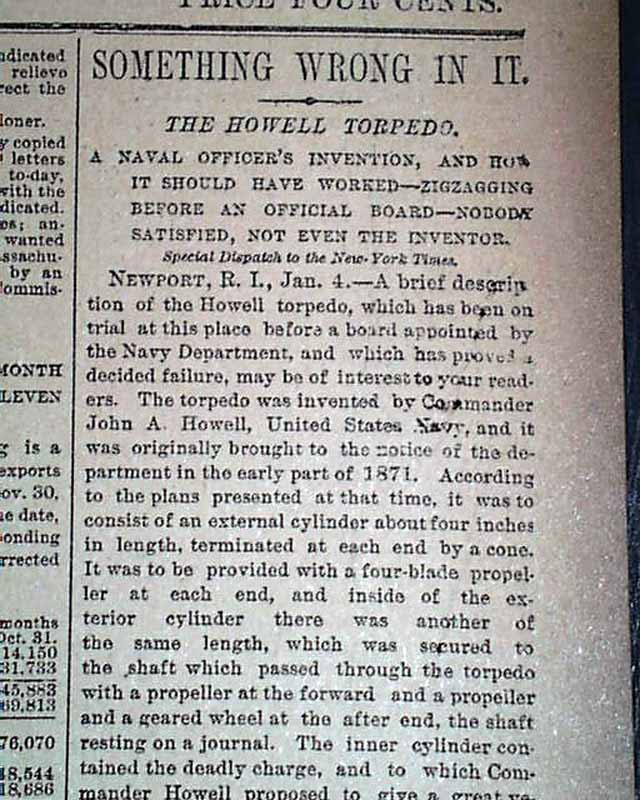 PRICE FOUR CENTS.
ndicated
relieve
rect the
ioner.
y copied
letters
to-day,
with the
dicated.
es; an-
wanted
assachu-
by an
Commis-
MONTH
LEVEN
g is a
exports
ov. 30,
e date,
ponding
rrected
months
Oct. 31.
14,150
31,733
45,883
69,813
76,070
18,544
18,686
SOMETHING WRONG IN IT.
THE HOWELL TORPEDO.
A NAVAL OFFICER'S INVENTION, AND HOW
IT SHOULD HAVE WORKED—ZIGZAGGING
BEFORE AN OFFICIAL BOARD—NOBODY
SATISFIED, NOT EVEN THE INVENTOR.
Special Dispatch to the New-York Times.
NEWPORT, R. I., Jan. 4.—A brief descrip
tion of the Howell torpedo, which has been on
trial at this place before a board appointed by
the Navy Department, and which has proved a
decided failure, may be of interest to your read-
ers. The torpedo was invented by Commander
John A. Howell, United States Navy, and it
was originally brought to the notice of the de-
partment in the early part of 1871. According
to the plans presented at that time, it was to
consist of an external cylinder about four inches
in length, terminated at each end by a cone.
It was to be provided with a four-blade propel-
ler at each end, and inside of the ex-
terior cylinder there was another of
the same length, which was secured to
the shaft which passed through the torpedo
with a propeller at the forward and a propeller
and a geared wheel at the after end, the shaft
resting on a journal. The inner cylinder con-
tained the deadly charge, and to which Com-
mander Howell proposed to give a great ve-